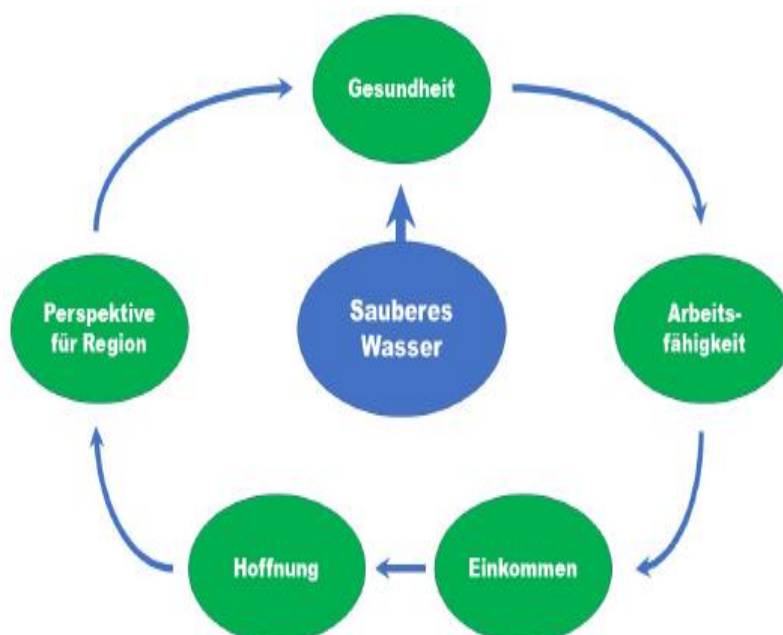 Gesundheit
Sauberes
Wasser
Arbeits-
fähigkeit
Einkommen
Hoffnung
Perspektive
für Region